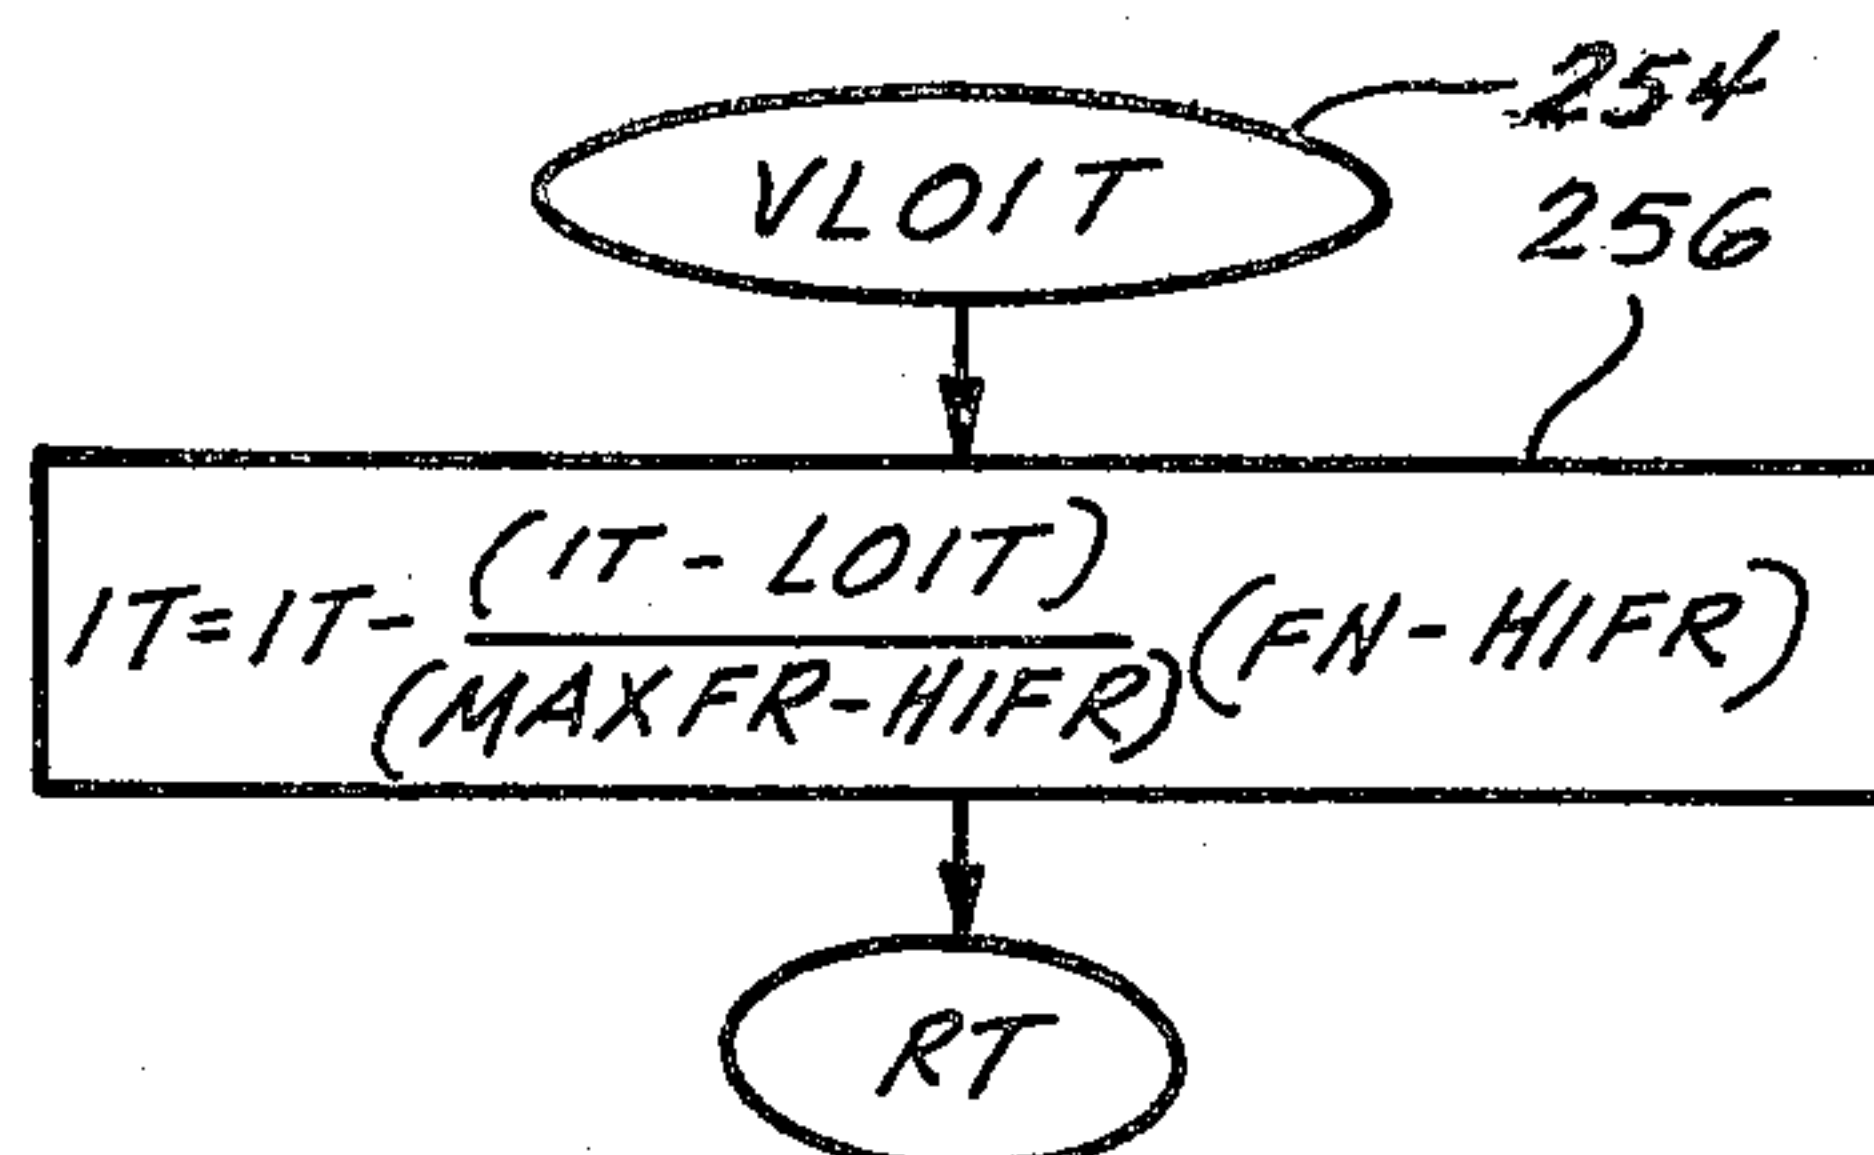 254
VLOIT
256
IT=IT-(IT-LOIT)/(MAXFR-HIFR)(FN-HIFR)
RT